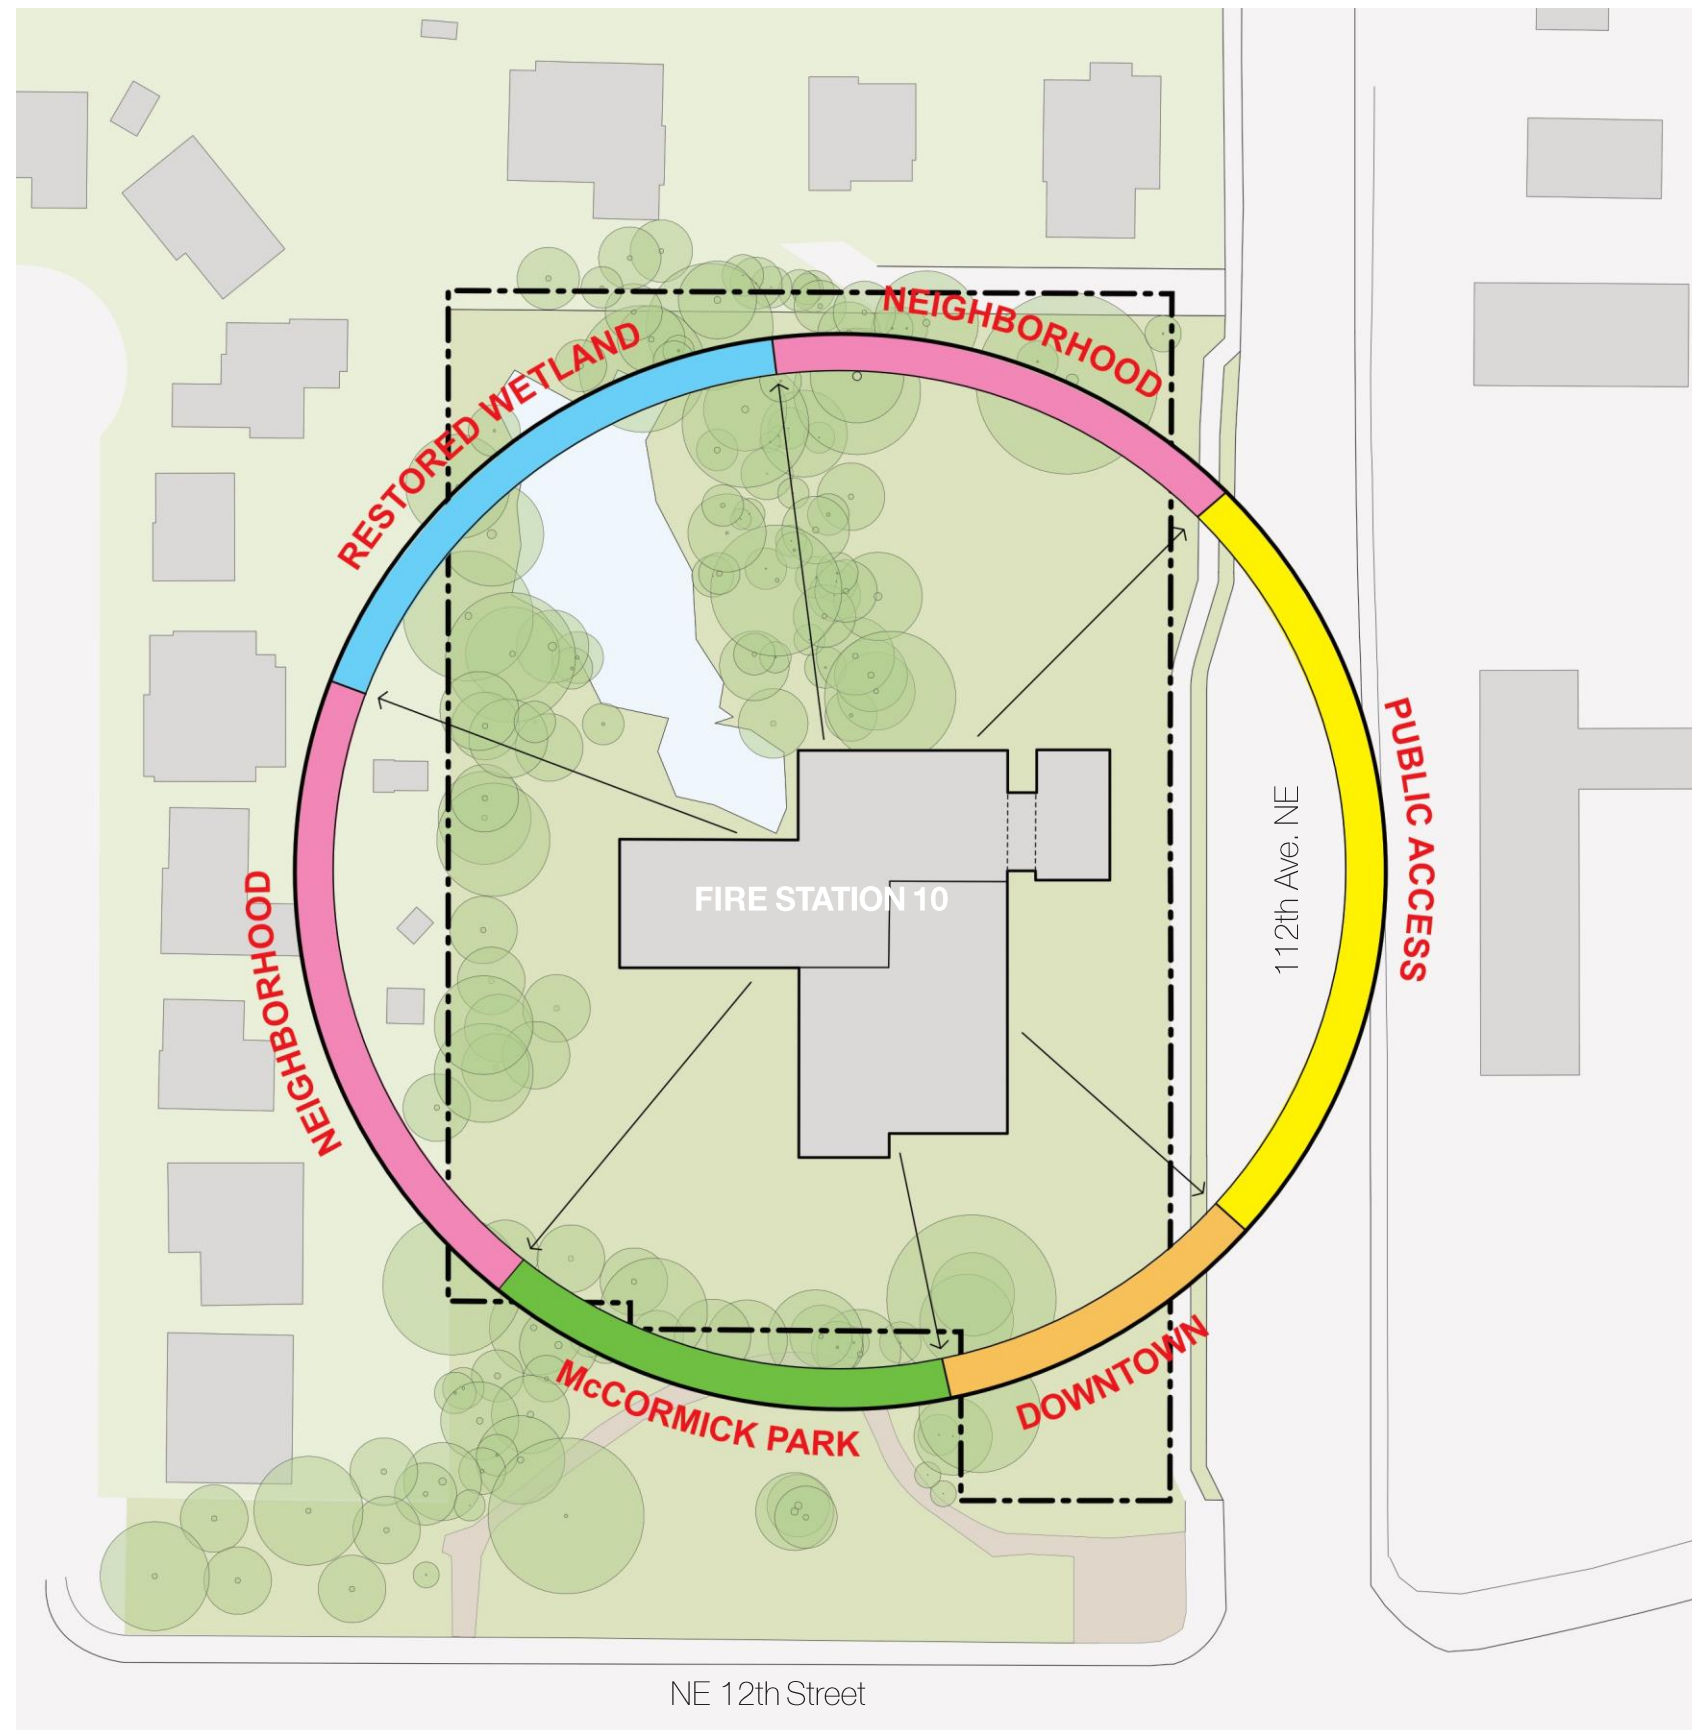 NEIGHBORHOOD
RESTORED WETLAND
PUBLIC ACCESS
112th Ave. NE
FIRE STATION 10
NEIGHBORHOOD
DOWNTOWN
McCORMICK PARK
NE 12th Street